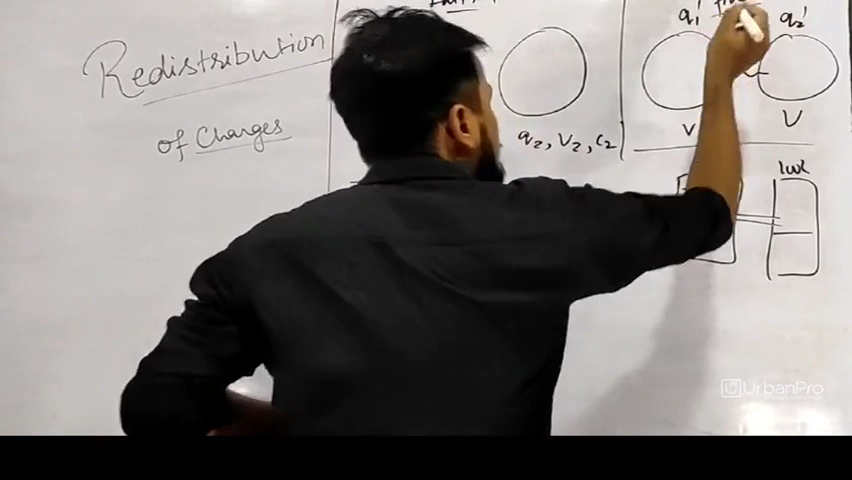 Redistribution
of Charges
q₂, V₂, C₂
q₁' q₂'
V V
UrbanPro